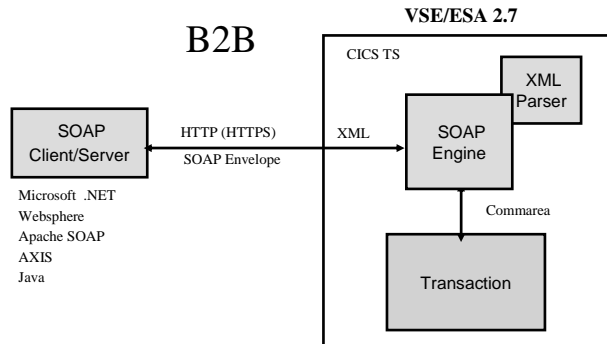 VSE/ESA 2.7
B2B
CICS TS
XML
Parser
SOAP
Client/Server
HTTP (HTTPS)
SOAP Envelope
XML
SOAP
Engine
Microsoft .NET
Websphere
Apache SOAP
AXIS
Java
Commarea
Transaction